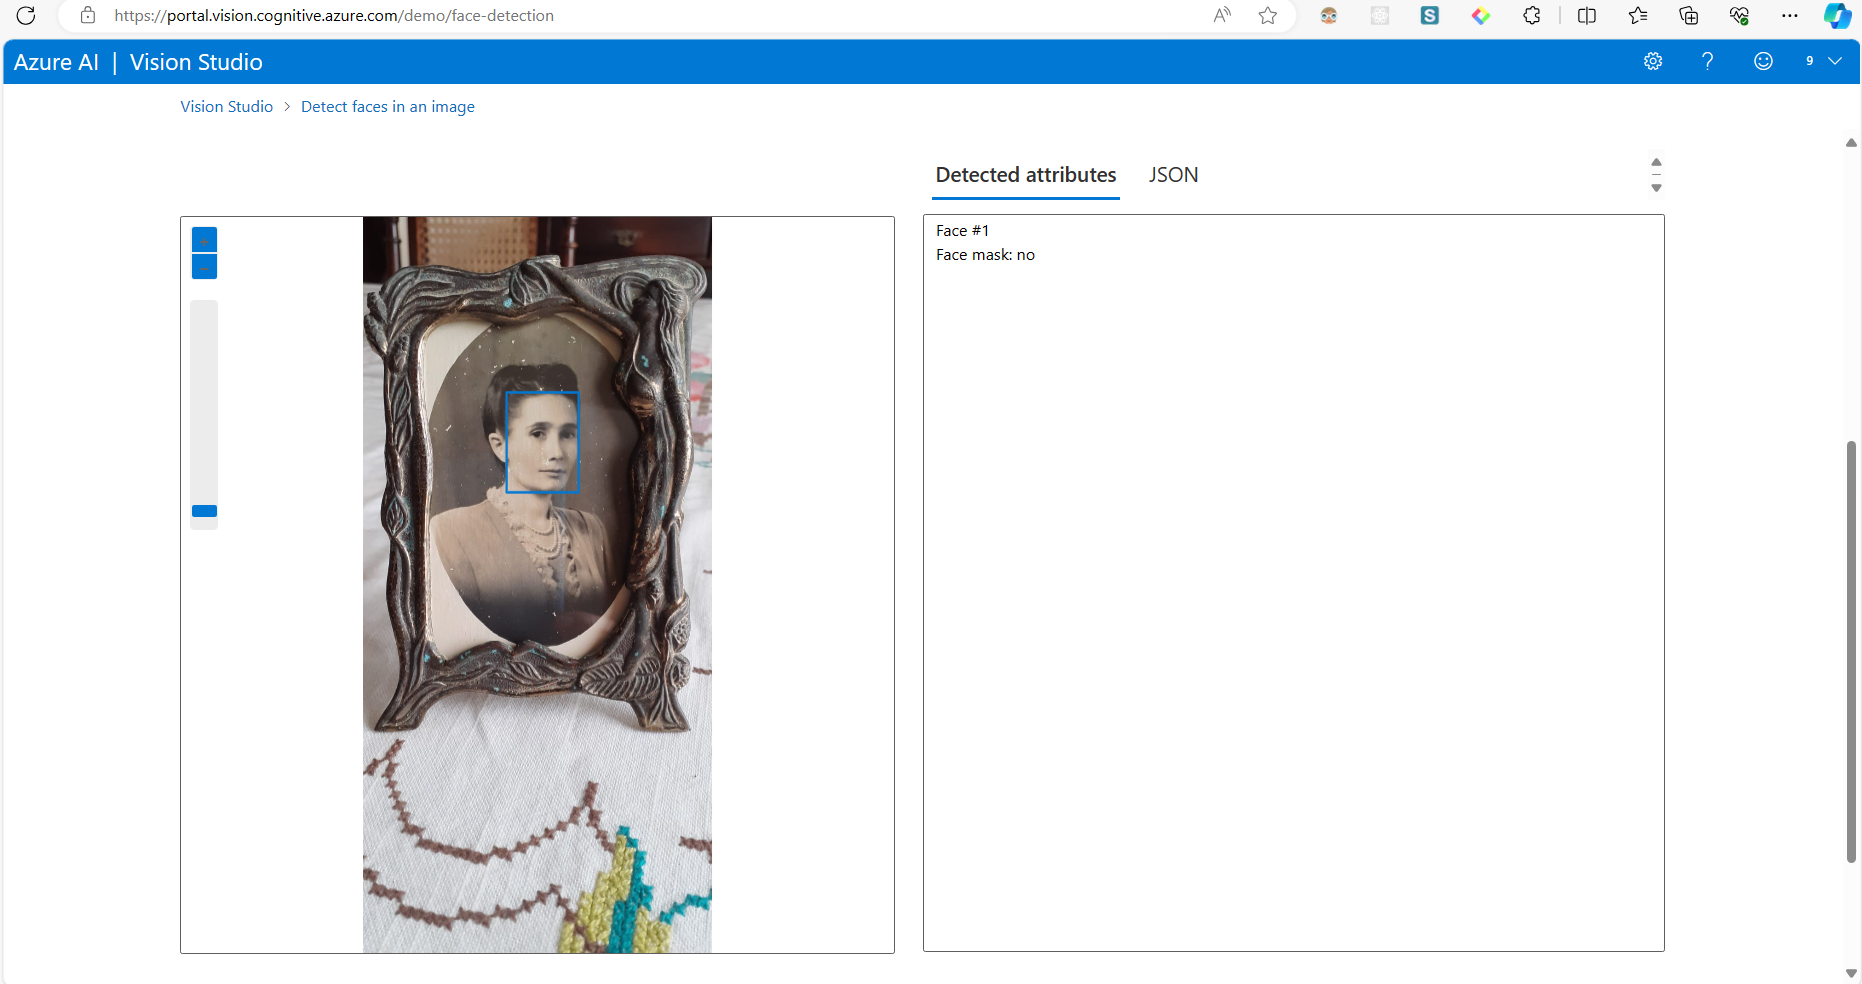 https://portal.vision.cognitive.azure.com/demo/face-detection
Azure AI | Vision Studio
9
Vision Studio > Detect faces in an image
Detected attributes JSON
Face #1
Face mask: no